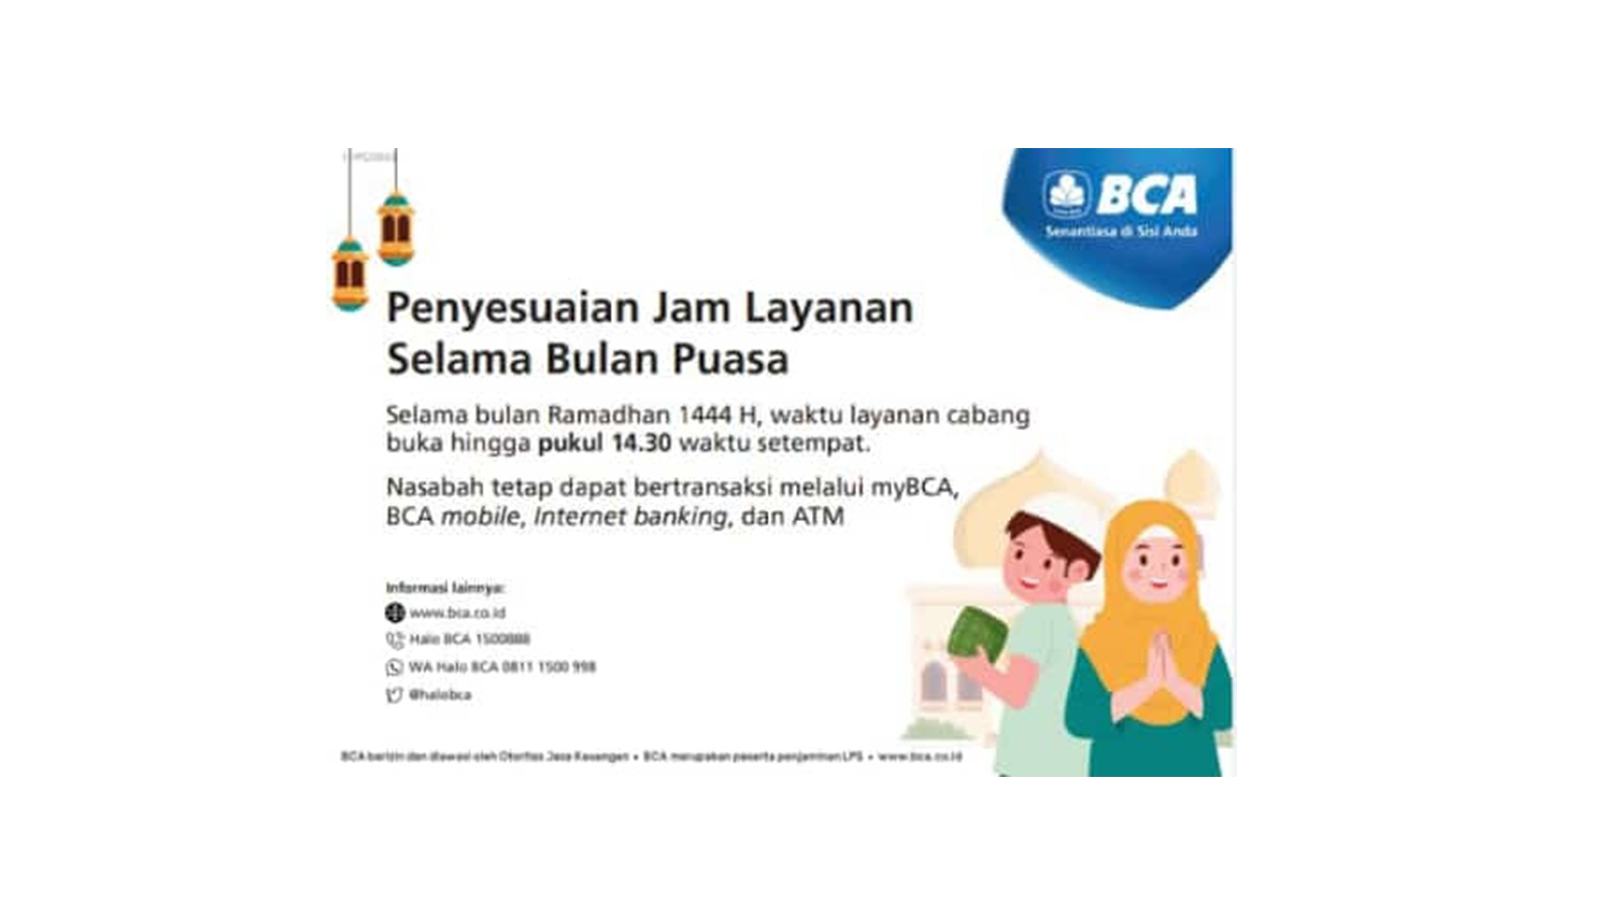 BCA
Senantiasa di Sisi Anda
Penyesuaian Jam Layanan
Selama Bulan Puasa
Selama bulan Ramadhan 1444 H, waktu layanan cabang
buka hingga pukul 14.30 waktu setempat.
Nasabah tetap dapat bertransaksi melalui myBCA,
BCA mobile, Internet banking, dan ATM
Informasi lainnya:
www.bca.co.id
Halo BCA 1500888
WA Halo BCA 0811 1500 998
@halobca
BCA berizin dan diawasi oleh Otoritas Jasa Keuangan • BCA merupakan peserta penjaminan LPS • www.bca.co.id